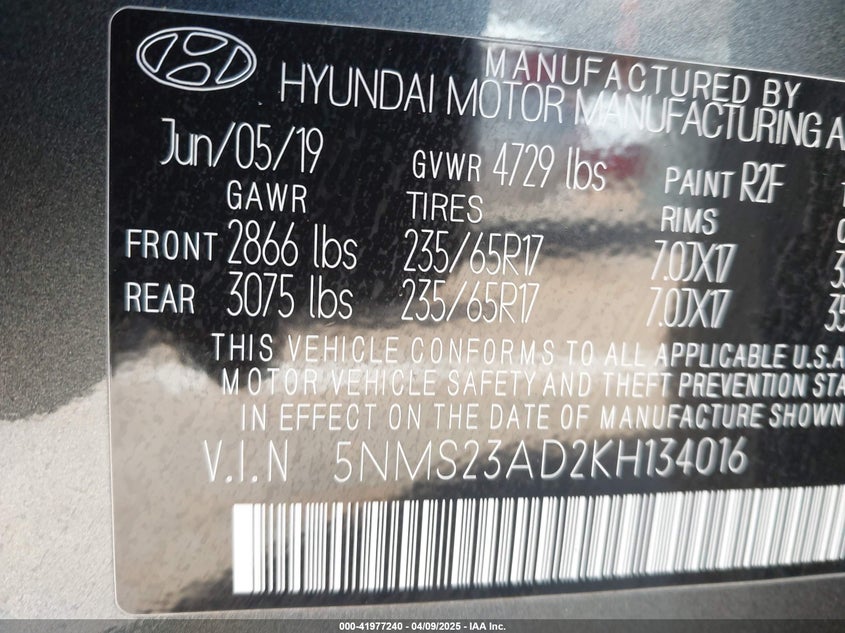 MANUFACTURED BY
HYUNDAI MOTOR MANUFACTURING A
Jun/05/19 GVWR 4729 lbs PAINT R2F
GAWR TIRES RIMS
FRONT 2866 lbs 235/65R17 7.0JX17
REAR 3075 lbs 235/65R17 7.0JX17 35
THIS VEHICLE CONFORMS TO ALL APPLICABLE U.S.A
MOTOR VEHICLE SAFETY AND THEFT PREVENTION STA
IN EFFECT ON THE DATE OF MANUFACTURE SHOWN
V.I.N 5NMS23AD2KH134016
000-41977240 - 04/09/2025 - IAA Inc.